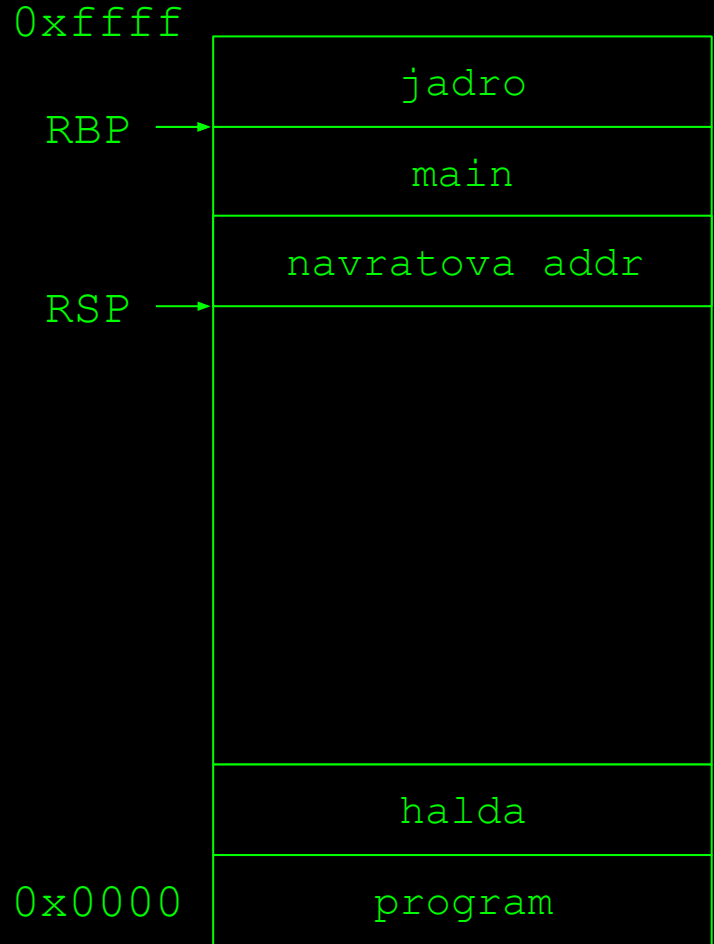 0xffff
jadro
RBP
main
navratova addr
RSP
halda
0x0000
program